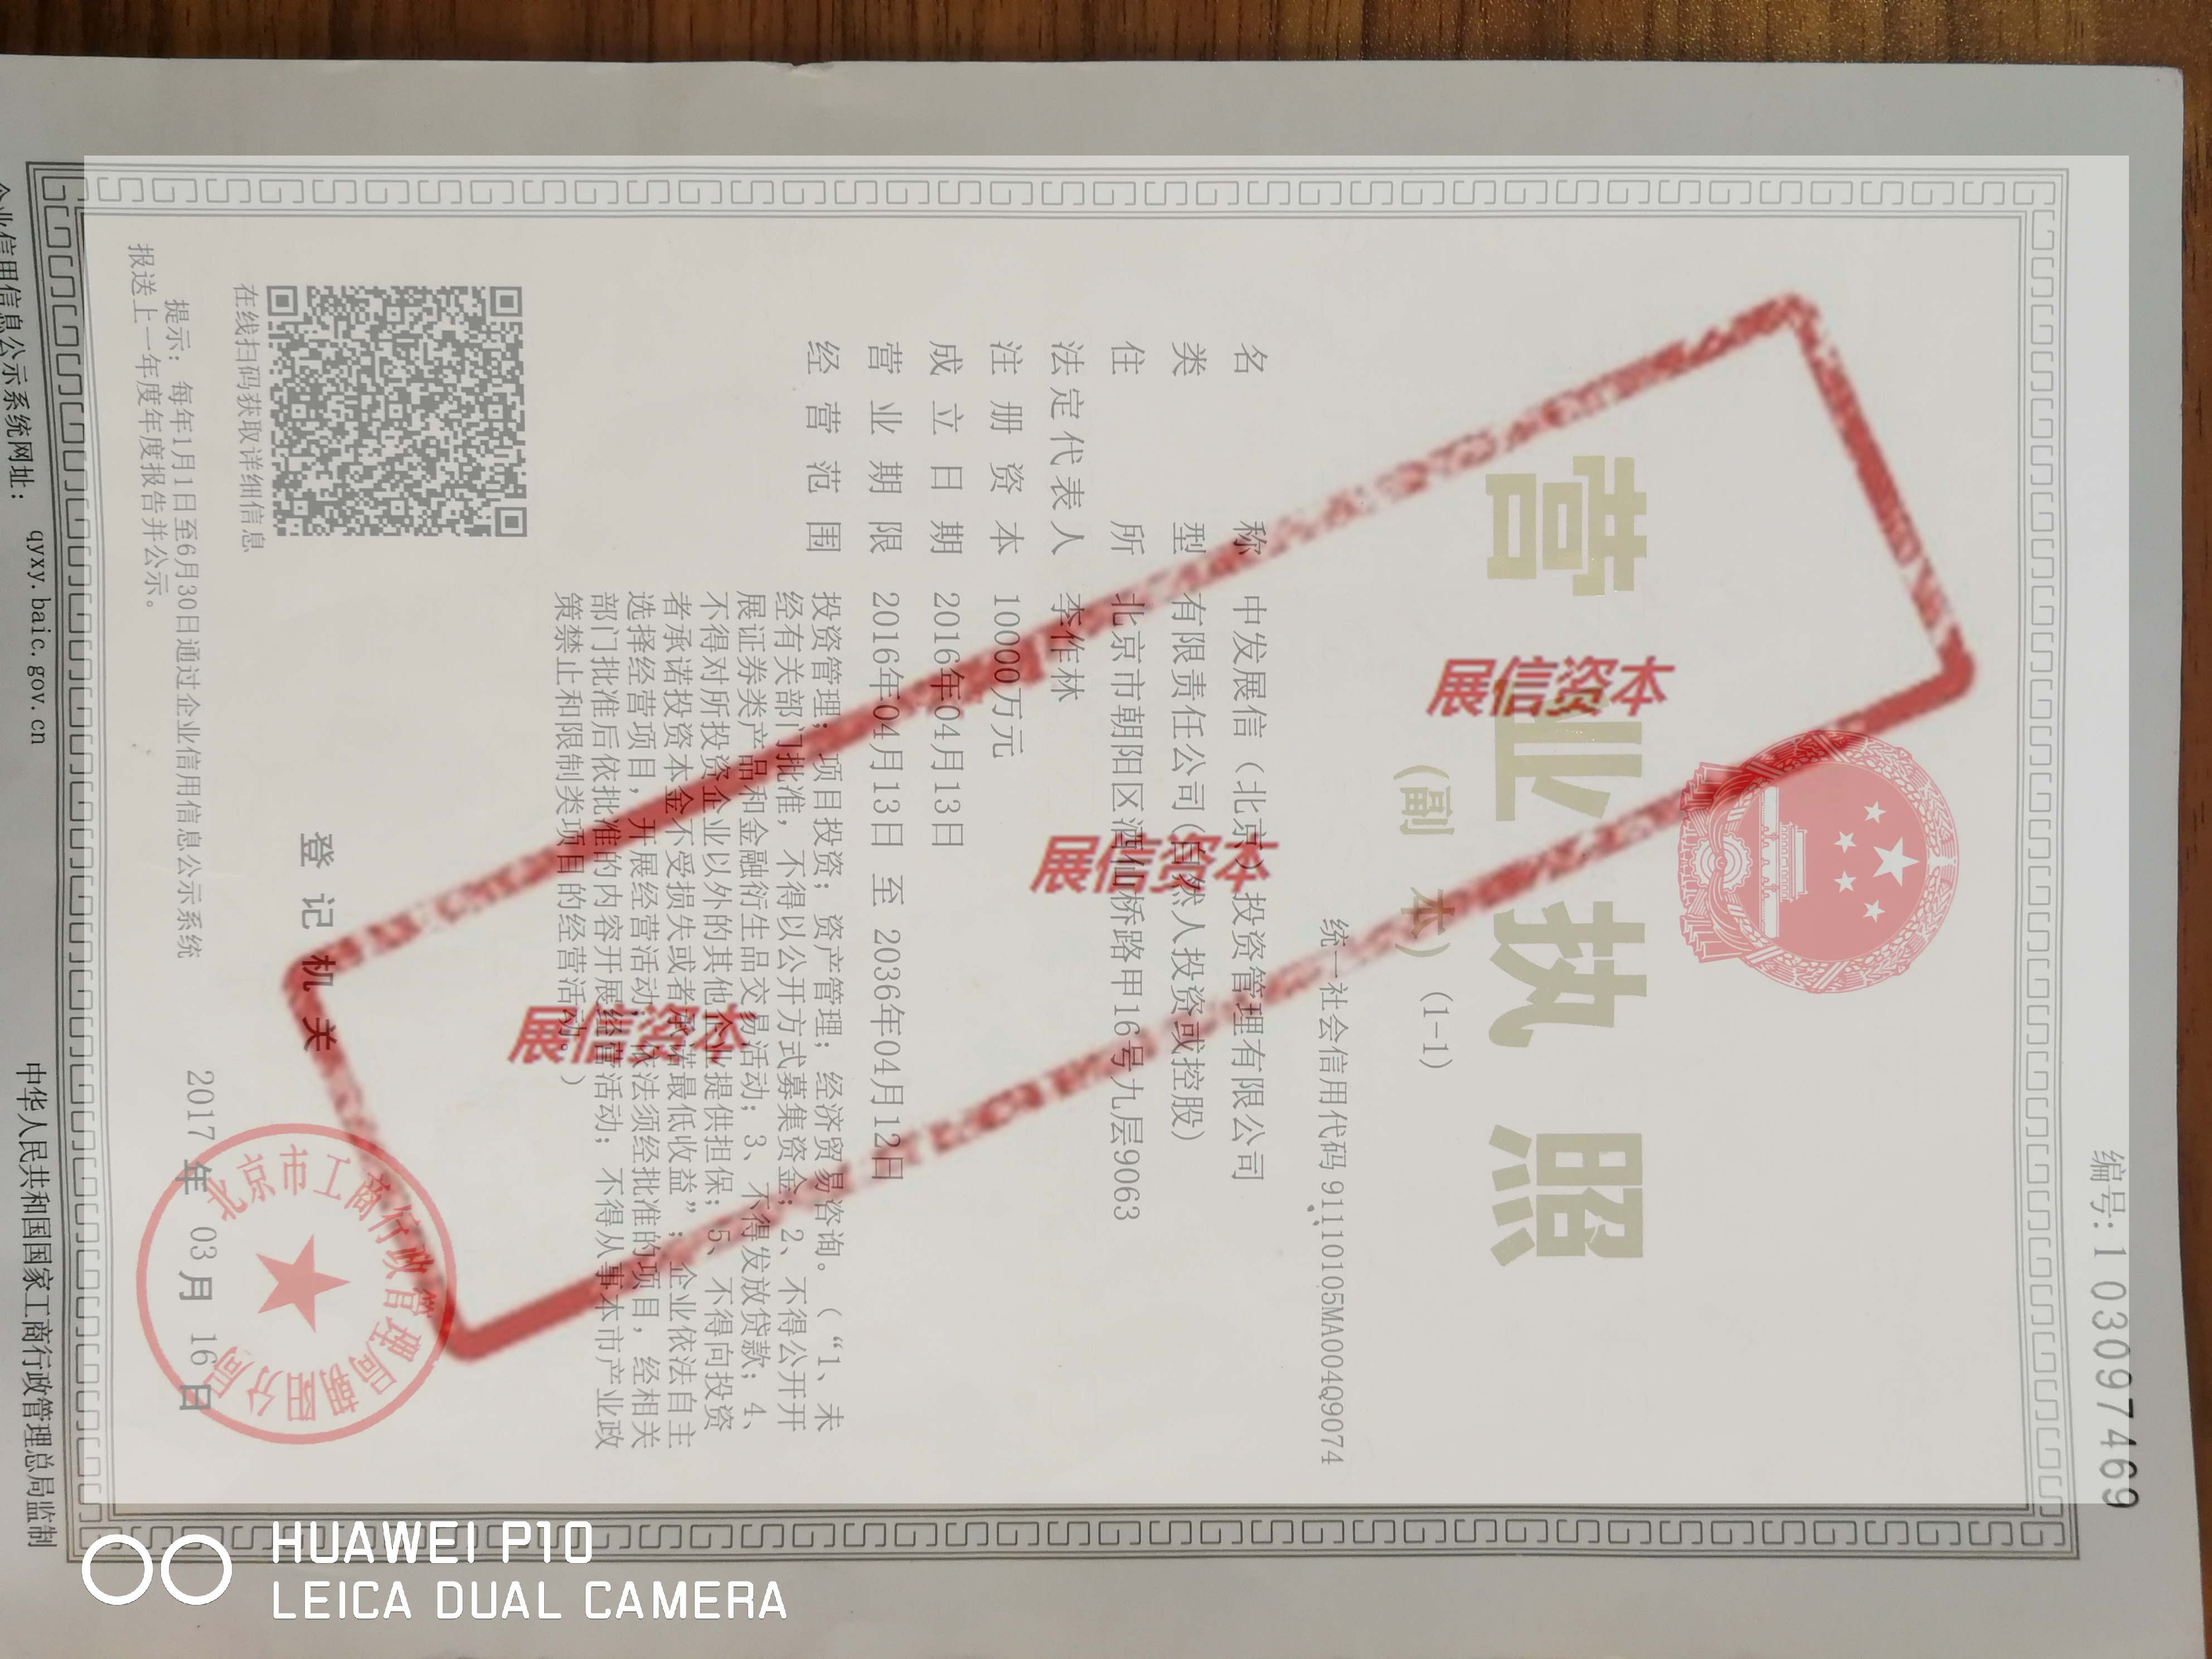 编号: 1 03097469
营业执照
(副 本) (1-1)
统一社会信用代码 91110105MA004Q9074
名称 中发展信（北京）投资管理有限公司
类型 有限责任公司(自然人投资或控股)
住所 北京市朝阳区酒仙桥路甲16号九层9063
法定代表人 李作林
注册资本 10000万元
成立日期 2016年04月13日
营业期限 2016年04月13日 至 2036年04月12日
经营范围 投资管理；项目投资；资产管理；经济贸易咨询。（“1、未
经有关部门批准，不得以公开方式募集资金；2、不得公开开
展证券类产品和金融衍生品交易活动；3、不得发放贷款；4、
不得对所投资企业以外的其他企业提供担保；5、不得向投资
者承诺投资本金不受损失或者承诺最低收益”；企业依法自主
选择经营项目，开展经营活动；依法须经批准的项目，经相关
部门批准后依批准的内容开展经营活动；不得从事本市产业政
策禁止和限制类项目的经营活动。）
展信资本
展信资本
展信资本
在线扫码获取详细信息
登记机关
北京市工商行政管理局朝阳分局
2017 年 03 月 16 日
提示：每年1月1日至6月30日通过企业信用信息公示系统
报送上一年度年度报告并公示。
企业信用信息公示系统网址： qyxy.baic.gov.cn
中华人民共和国国家工商行政管理总局监制
HUAWEI P10
LEICA DUAL CAMERA